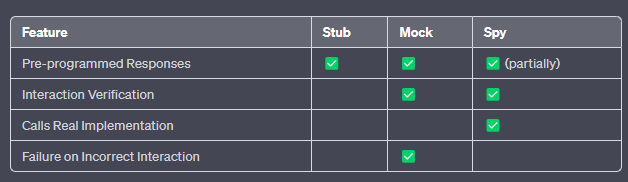 Feature Stub Mock Spy
Pre-programmed Responses ✅ ✅ ✅ (partially)
Interaction Verification ✅ ✅
Calls Real Implementation ✅
Failure on Incorrect Interaction ✅